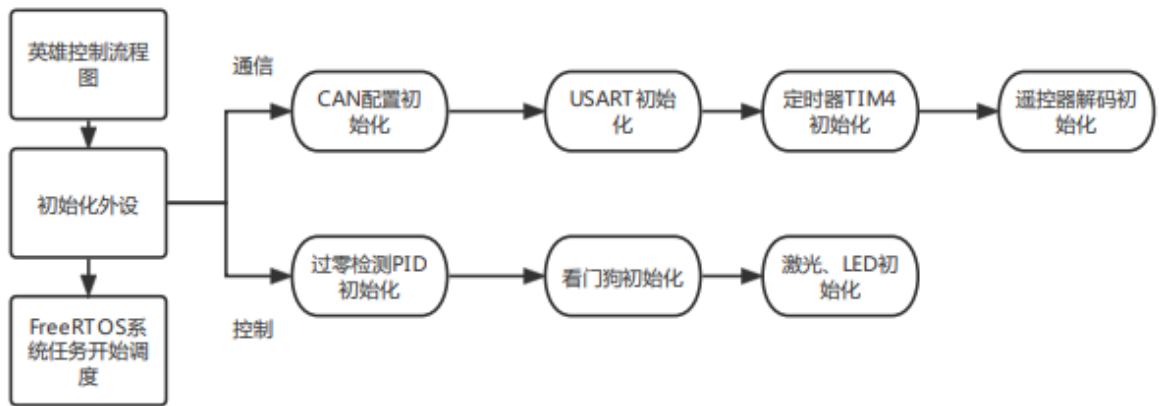 英雄控制流程
图
初始化外设
FreeRTOS系
统任务开始调
度
通信
CAN配置初
始化
USART初始
化
定时器TIM4
初始化
遥控器解码初
始化
过零检测PID
初始化
看门狗初始化
激光、LED初
始化
控制